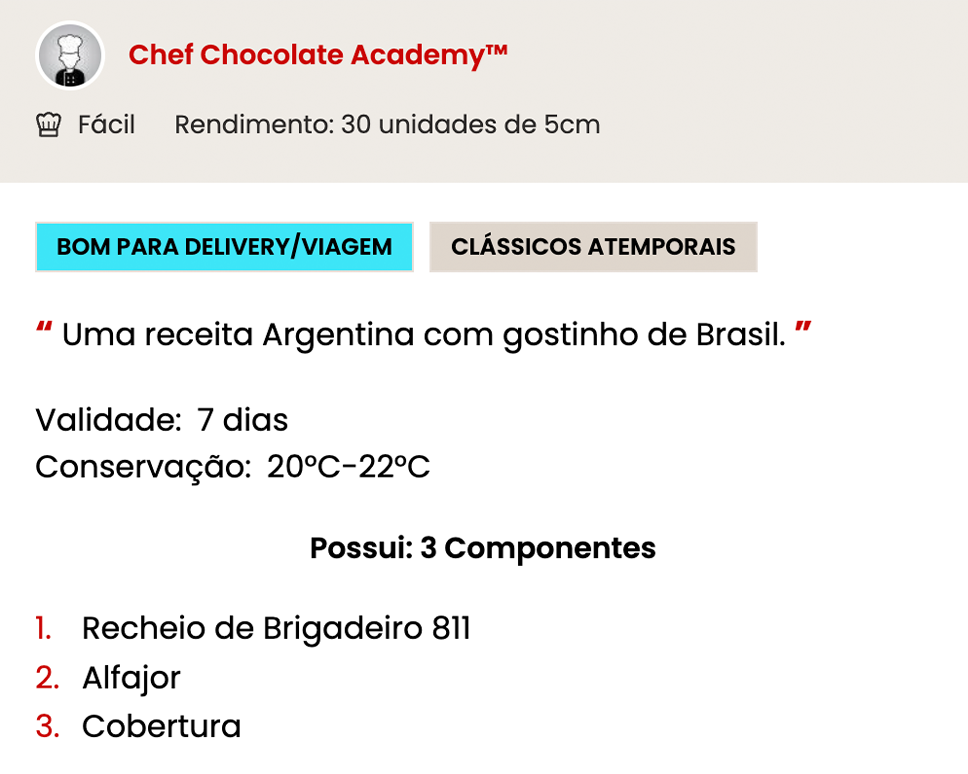 Chef Chocolate Academy™
Fácil Rendimento: 30 unidades de 5cm
BOM PARA DELIVERY/VIAGEM CLÁSSICOS ATEMPORAIS
“ Uma receita Argentina com gostinho de Brasil. ”
Validade: 7 dias
Conservação: 20°C-22°C
Possui: 3 Componentes
1. Recheio de Brigadeiro 811
2. Alfajor
3. Cobertura